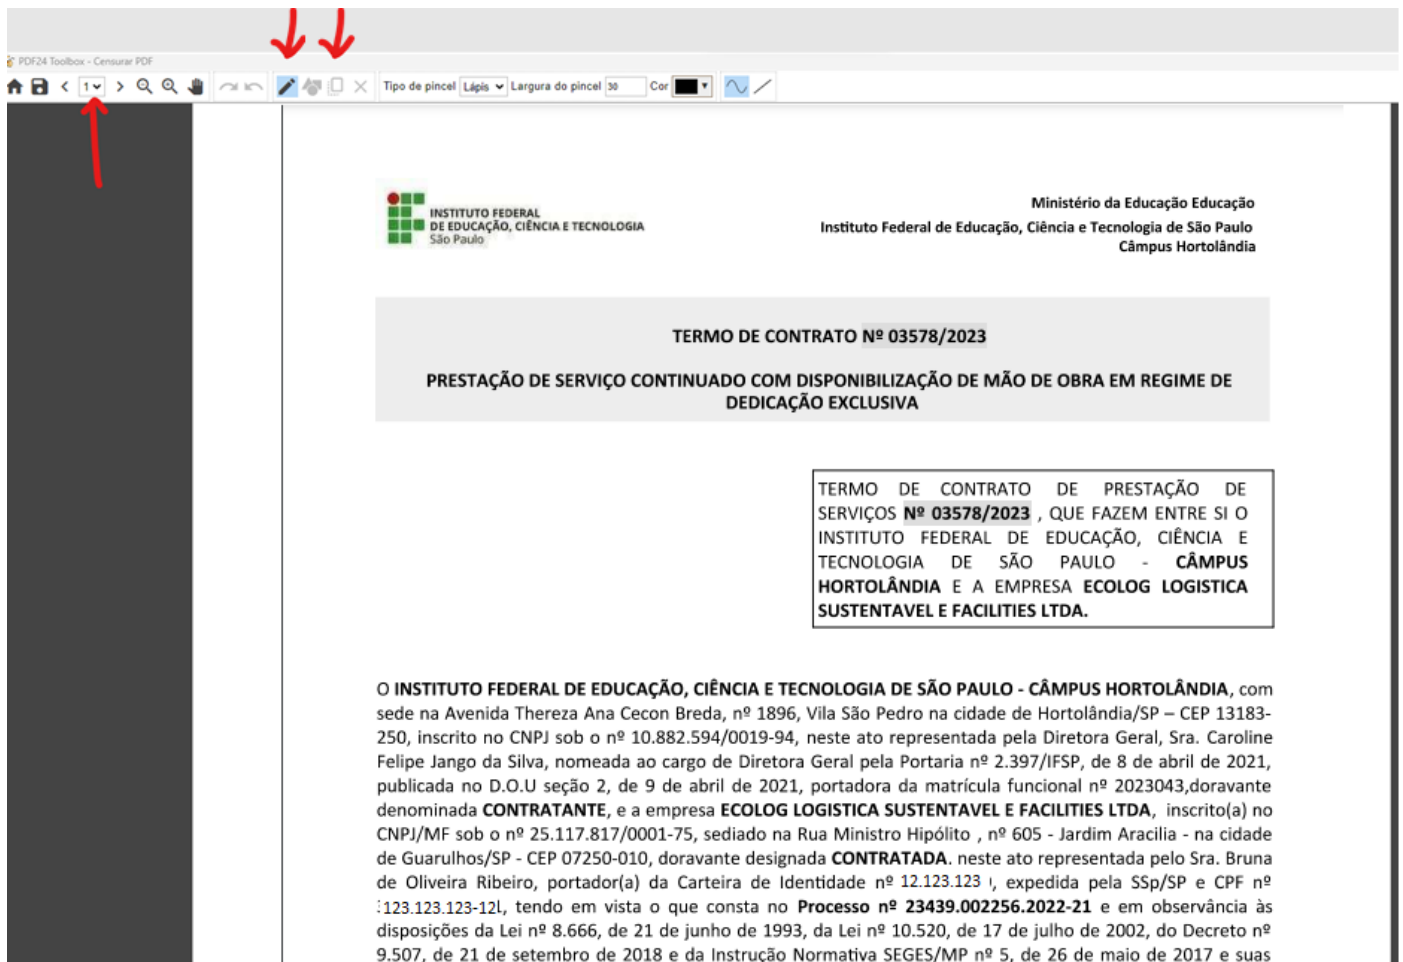 PDF24 Toolbox - Censurar PDF
1
Tipo de pincel Lápis Largura do pincel 30 Cor
INSTITUTO FEDERAL
DE EDUCAÇÃO, CIÊNCIA E TECNOLOGIA
São Paulo
Ministério da Educação Educação
Instituto Federal de Educação, Ciência e Tecnologia de São Paulo
Câmpus Hortolândia
TERMO DE CONTRATO Nº 03578/2023
PRESTAÇÃO DE SERVIÇO CONTINUADO COM DISPONIBILIZAÇÃO DE MÃO DE OBRA EM REGIME DE
DEDICAÇÃO EXCLUSIVA
TERMO DE CONTRATO DE PRESTAÇÃO DE
SERVIÇOS Nº 03578/2023 , QUE FAZEM ENTRE SI O
INSTITUTO FEDERAL DE EDUCAÇÃO, CIÊNCIA E
TECNOLOGIA DE SÃO PAULO - CÂMPUS
HORTOLÂNDIA E A EMPRESA ECOLOG LOGISTICA
SUSTENTAVEL E FACILITIES LTDA.
O INSTITUTO FEDERAL DE EDUCAÇÃO, CIÊNCIA E TECNOLOGIA DE SÃO PAULO - CÂMPUS HORTOLÂNDIA, com
sede na Avenida Thereza Ana Cecon Breda, nº 1896, Vila São Pedro na cidade de Hortolândia/SP – CEP 13183-
250, inscrito no CNPJ sob o nº 10.882.594/0019-94, neste ato representada pela Diretora Geral, Sra. Caroline
Felipe Jango da Silva, nomeada ao cargo de Diretora Geral pela Portaria nº 2.397/IFSP, de 8 de abril de 2021,
publicada no D.O.U seção 2, de 9 de abril de 2021, portadora da matrícula funcional nº 2023043,doravante
denominada CONTRATANTE, e a empresa ECOLOG LOGISTICA SUSTENTAVEL E FACILITIES LTDA, inscrito(a) no
CNPJ/MF sob o nº 25.117.817/0001-75, sediado na Rua Ministro Hipólito , nº 605 - Jardim Aracilia - na cidade
de Guarulhos/SP - CEP 07250-010, doravante designada CONTRATADA. neste ato representada pelo Sra. Bruna
de Oliveira Ribeiro, portador(a) da Carteira de Identidade nº 12.123.123 , expedida pela SSp/SP e CPF nº
123.123.123-12, tendo em vista o que consta no Processo nº 23439.002256.2022-21 e em observância às
disposições da Lei nº 8.666, de 21 de junho de 1993, da Lei nº 10.520, de 17 de julho de 2002, do Decreto nº
9.507, de 21 de setembro de 2018 e da Instrução Normativa SEGES/MP nº 5, de 26 de maio de 2017 e suas